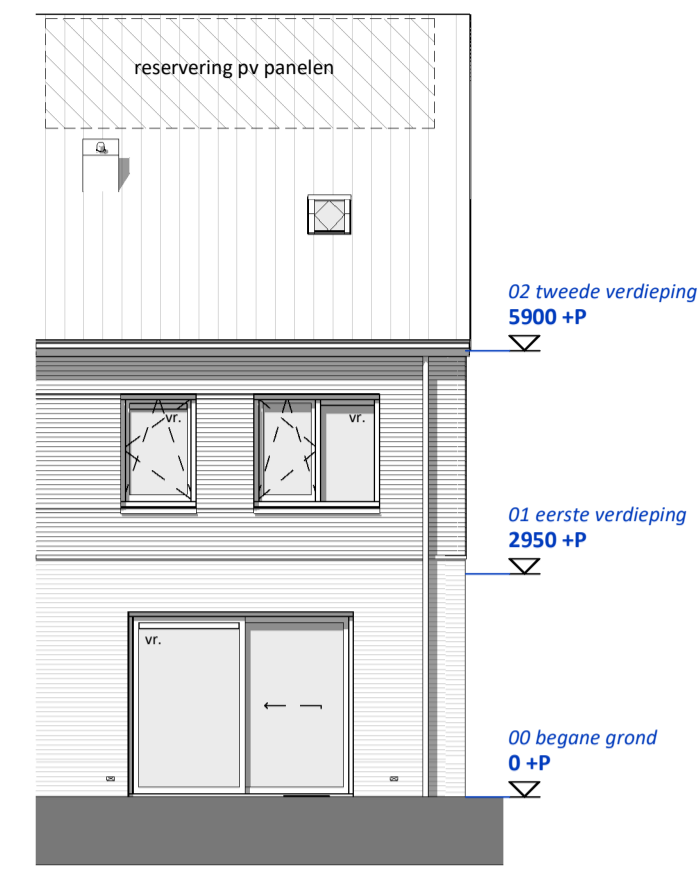 reservering pv panelen
02 tweede verdieping
5900 +P
vr.
vr.
01 eerste verdieping
2950 +P
vr.
00 begane grond
0 +P